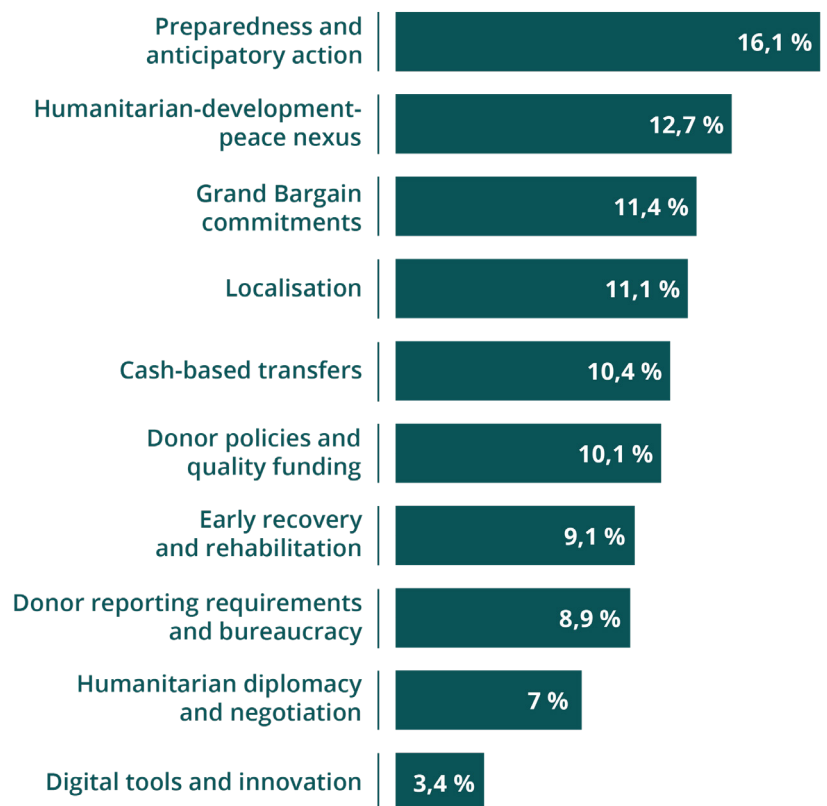 Preparedness and
anticipatory action
16,1 %
Humanitarian-development-
peace nexus
12,7 %
Grand Bargain
commitments
11,4 %
Localisation
11,1 %
Cash-based transfers
10,4 %
Donor policies and
quality funding
10,1 %
Early recovery
and rehabilitation
9,1 %
Donor reporting requirements
and bureaucracy
8,9 %
Humanitarian diplomacy
and negotiation
7 %
Digital tools and innovation
3,4 %